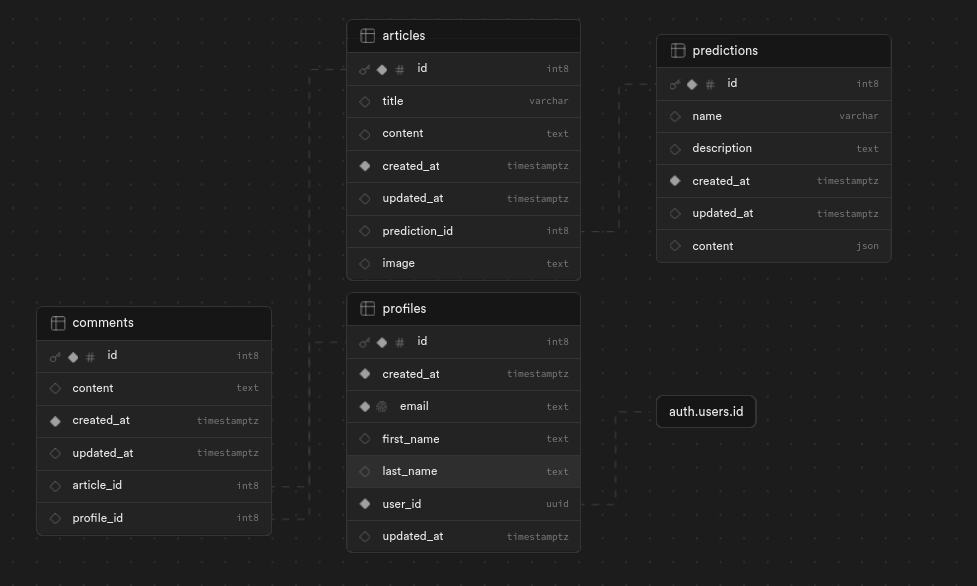 articles
# id int8
title varchar
content text
created_at timestamptz
updated_at timestamptz
prediction_id int8
image text
predictions
# id int8
name varchar
description text
created_at timestamptz
updated_at timestamptz
content json
comments
# id int8
content text
created_at timestamptz
updated_at timestamptz
article_id int8
profile_id int8
profiles
# id int8
created_at timestamptz
email text
first_name text
last_name text
user_id uuid
updated_at timestamptz
auth.users.id